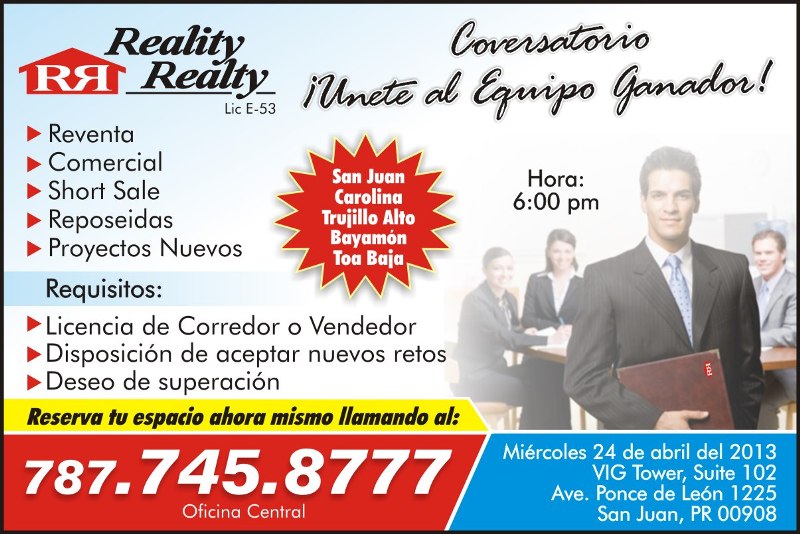 Reality
RR Realty
Lic E-53
Coversatorio
¡Unete al Equipo Ganador!
Reventa
Comercial
Short Sale
Reposeidas
Proyectos Nuevos
San Juan
Carolina
Trujillo Alto
Bayamón
Toa Baja
Hora:
6:00 pm
Requisitos:
Licencia de Corredor o Vendedor
Disposición de aceptar nuevos retos
Deseo de superación
RR
Reserva tu espacio ahora mismo llamando al:
787.745.8777
Oficina Central
Miércoles 24 de abril del 2013
VIG Tower, Suite 102
Ave. Ponce de León 1225
San Juan, PR 00908